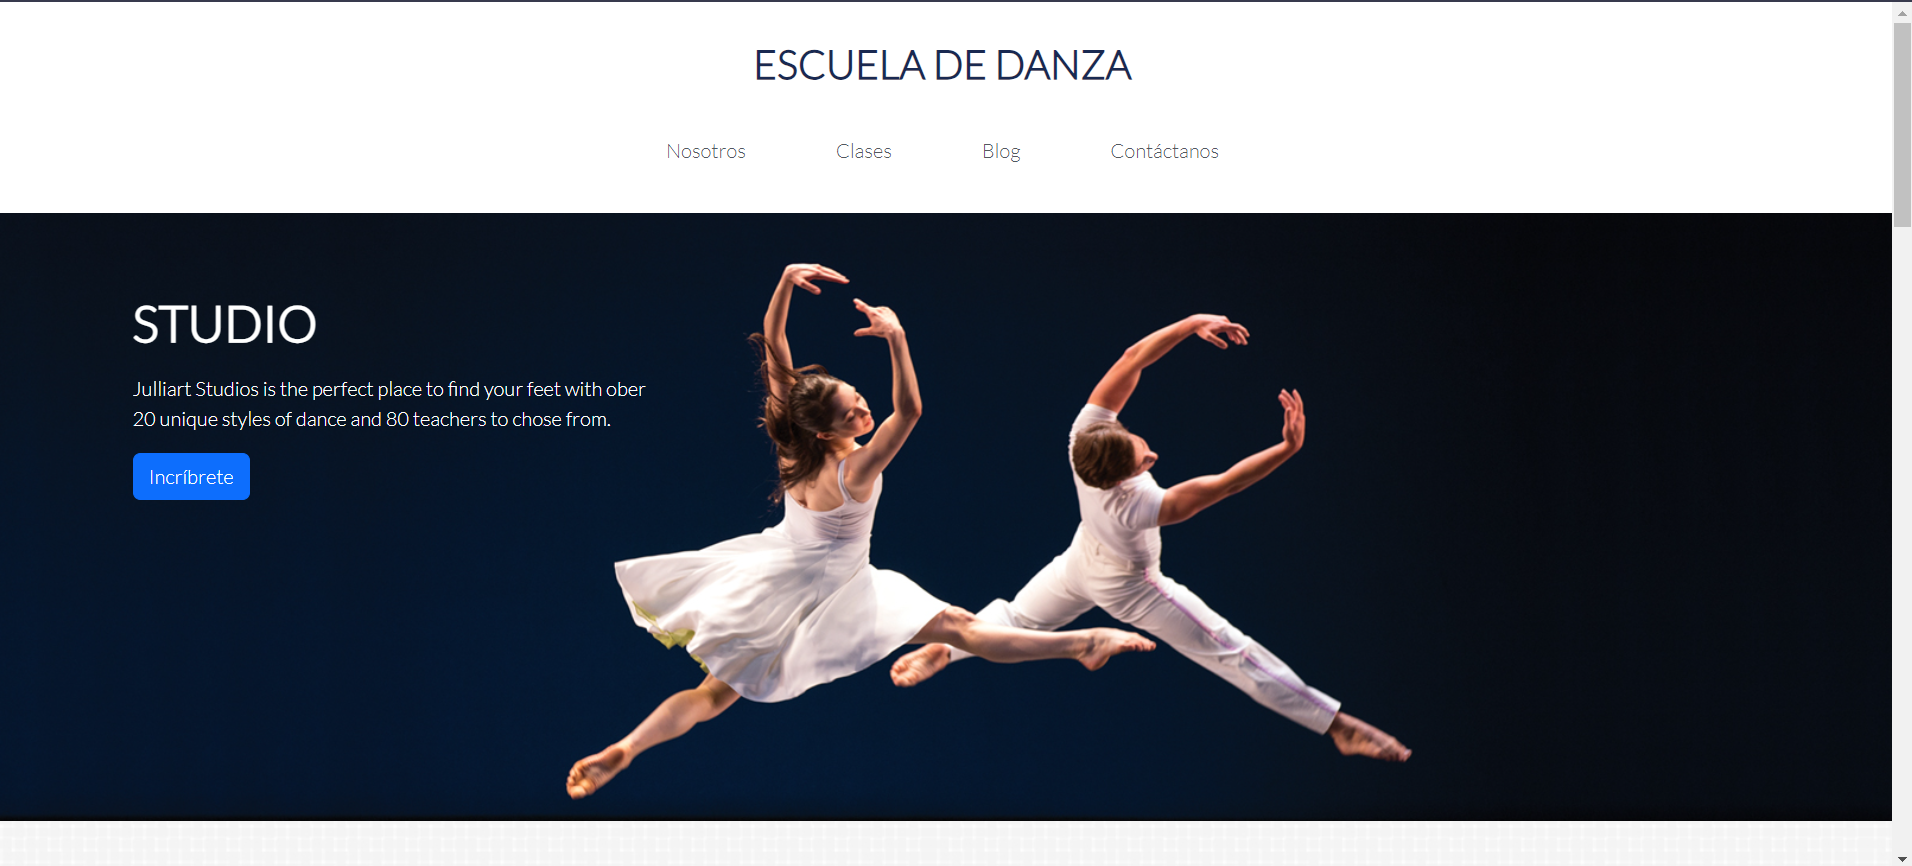 ESCUELA DE DANZA
Nosotros Clases Blog Contáctanos
STUDIO
Julliart Studios is the perfect place to find your feet with ober
20 unique styles of dance and 80 teachers to chose from.
Incríbrete